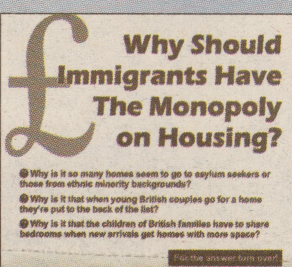 £
Why Should
Immigrants Have
The Monopoly
on Housing?
Why is it so many homes seem to go to asylum seekers or
those from ethnic minority backgrounds?
Why is it that when young British couples go for a home
they're put to the back of the list?
Why is it that the children of British families have to share
bedrooms when new arrivals get homes with more space?
For the answer turn over!